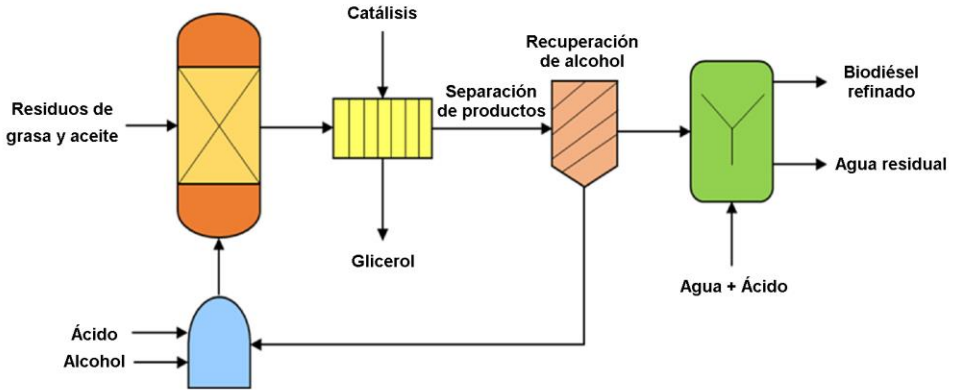 Catálisis
Recuperación
de alcohol
Residuos de
grasa y aceite
Separación
de productos
Biodiésel
refinado
Agua residual
Glicerol
Agua + Ácido
Ácido
Alcohol